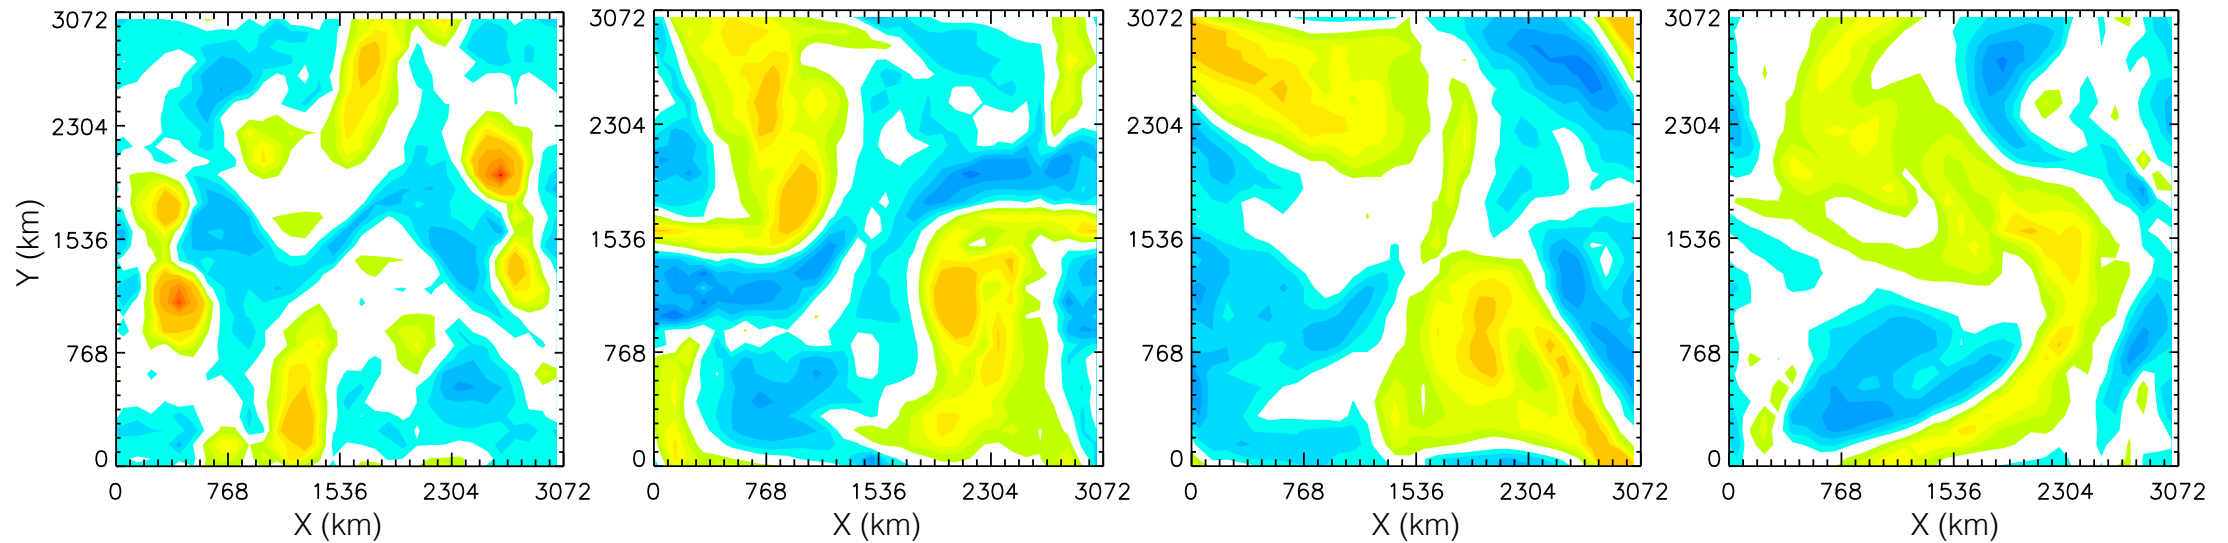 3072 3072 3072 3072
2304 2304 2304 2304
Y (km)
1536 1536 1536 1536
768 768 768 768
0 0 0 0
0 768 1536 2304 3072 0 768 1536 2304 3072 0 768 1536 2304 3072 0 768 1536 2304 3072
X (km) X (km) X (km) X (km)